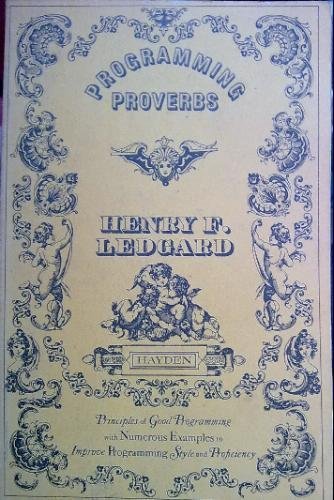 PROGRAMMING
PROVERBS
HENRY F.
LEDGARD
HAYDEN
Principles of Good Programming
with Numerous Examples to
Improve Programming Style and Proficiency